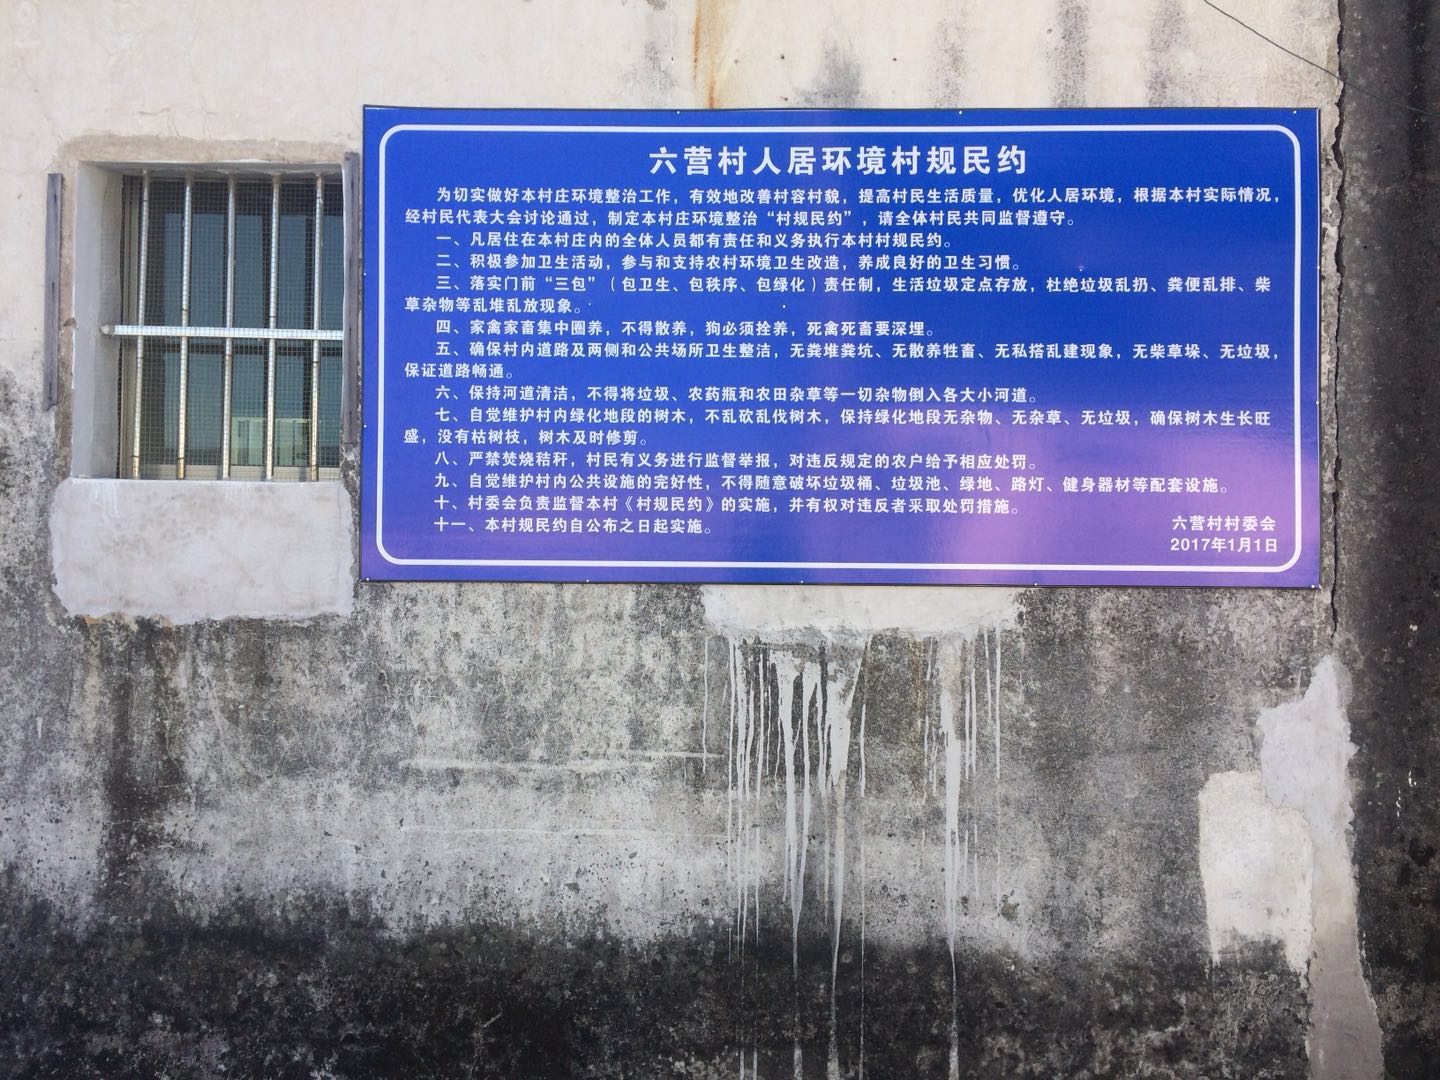 六营村人居环境村规民约
为切实做好本村庄环境整治工作，有效地改善村容村貌，提高村民生活质量，优化人居环境，根据本村实际情况，
经村民代表大会讨论通过，制定本村庄环境整治“村规民约”，请全体村民共同监督遵守。
一、凡居住在本村庄内的全体人员都有责任和义务执行本村村规民约。
二、积极参加卫生活动，参与和支持农村环境卫生改造，养成良好的卫生习惯。
三、落实门前“三包”（包卫生、包秩序、包绿化）责任制，生活垃圾定点存放，杜绝垃圾乱扔、粪便乱排、柴
草杂物等乱堆乱放现象。
四、家禽家畜集中圈养，不得散养，狗必须拴养，死禽死畜要深埋。
五、确保村内道路及两侧和公共场所卫生整洁，无粪堆粪坑、无散养牲畜、无私搭乱建现象，无柴草垛、无垃圾，
保证道路畅通。
六、保持河道清洁，不得将垃圾、农药瓶和农田杂草等一切杂物倒入各大小河道。
七、自觉维护村内绿化地段的树木，不乱砍乱伐树木，保持绿化地段无杂物、无杂草、无垃圾，确保树木生长旺
盛，没有枯树枝，树木及时修剪。
八、严禁焚烧秸秆，村民有义务进行监督举报，对违反规定的农户给予相应处罚。
九、自觉维护村内公共设施的完好性，不得随意破坏垃圾桶、垃圾池、绿地、路灯、健身器材等配套设施。
十、村委会负责监督本村《村规民约》的实施，并有权对违反者采取处罚措施。
十一、本村规民约自公布之日起实施。
六营村村委会
2017年1月1日